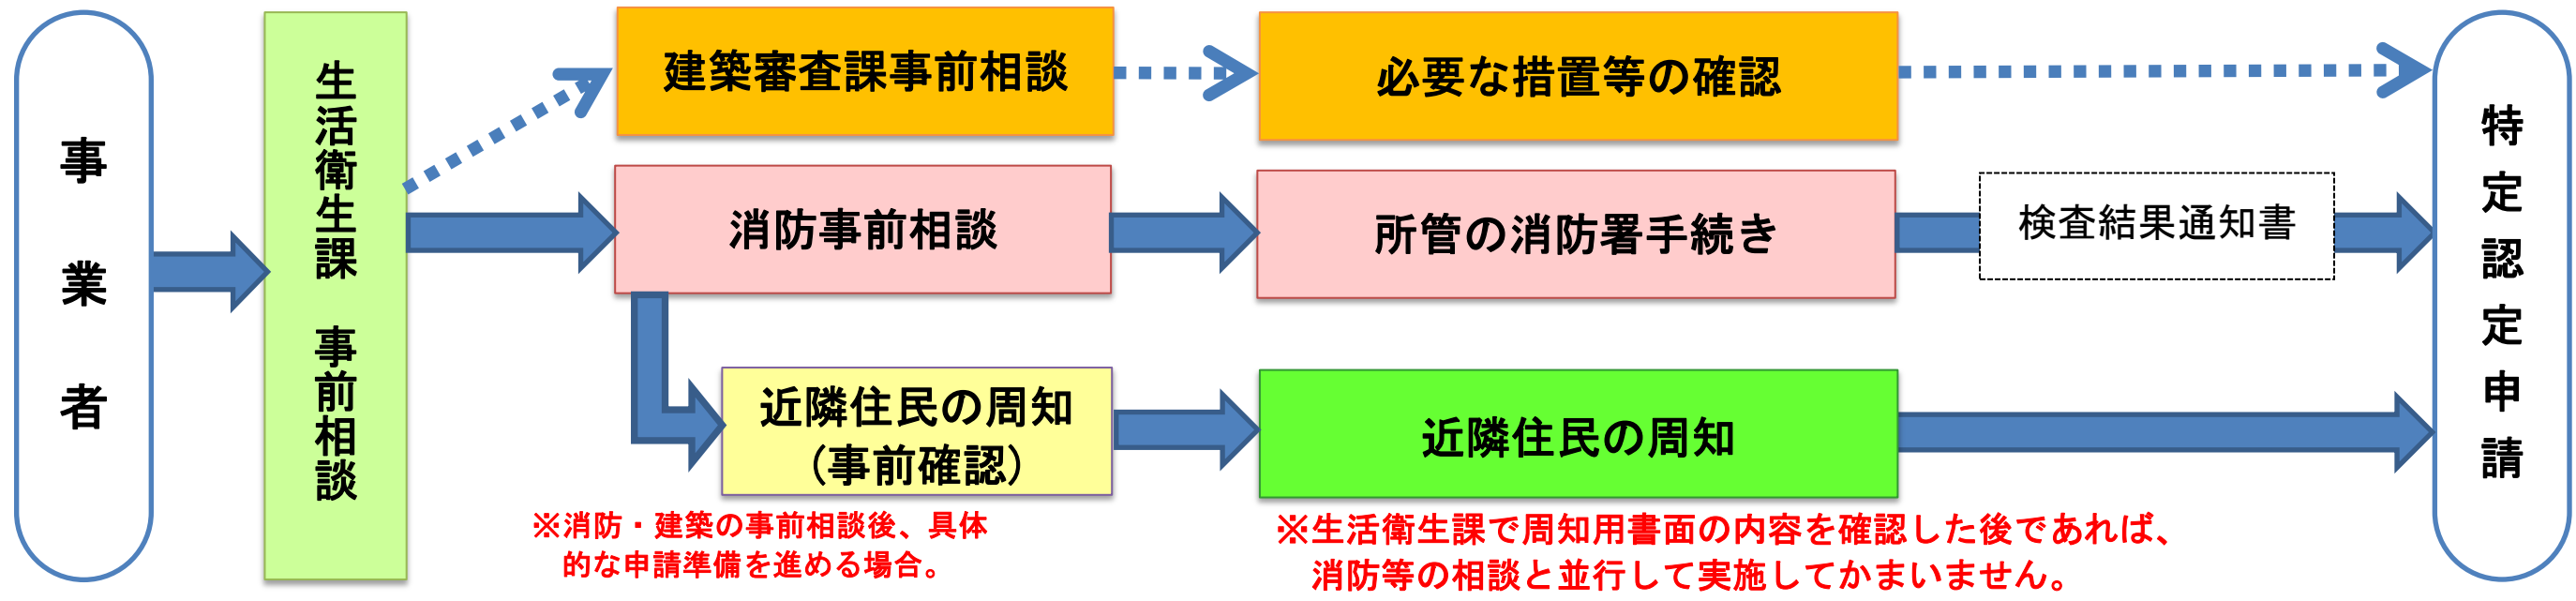 事業者
生活衛生課　事前相談
建築審査課事前相談
必要な措置等の確認
消防事前相談
所管の消防署手続き
検査結果通知書
近隣住民の周知
（事前確認）
近隣住民の周知
※消防・建築の事前相談後、具体
的な申請準備を進める場合。
※生活衛生課で周知用書面の内容を確認した後であれば、
消防等の相談と並行して実施してかまいません。
特定認定申請